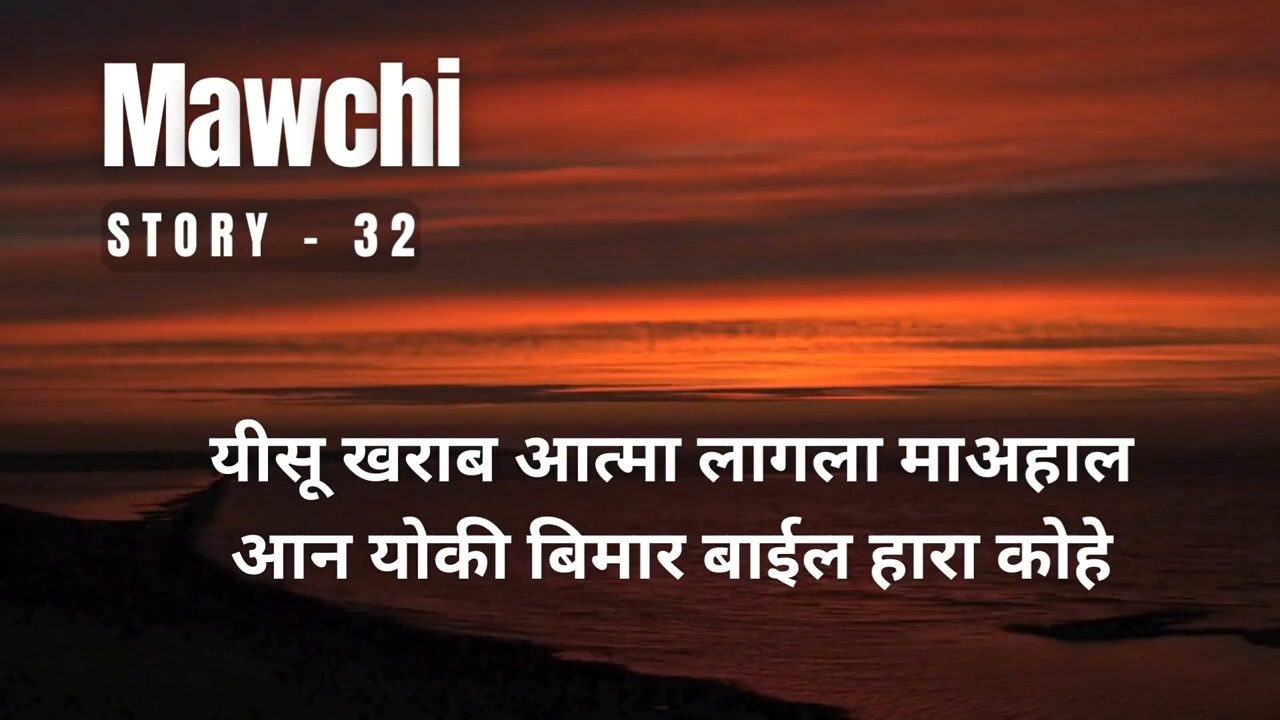 Mawchi
STORY - 32
यीसू खराब आत्मा लागला माअहाल
आन योकी बिमार बाईल हारा कोहे